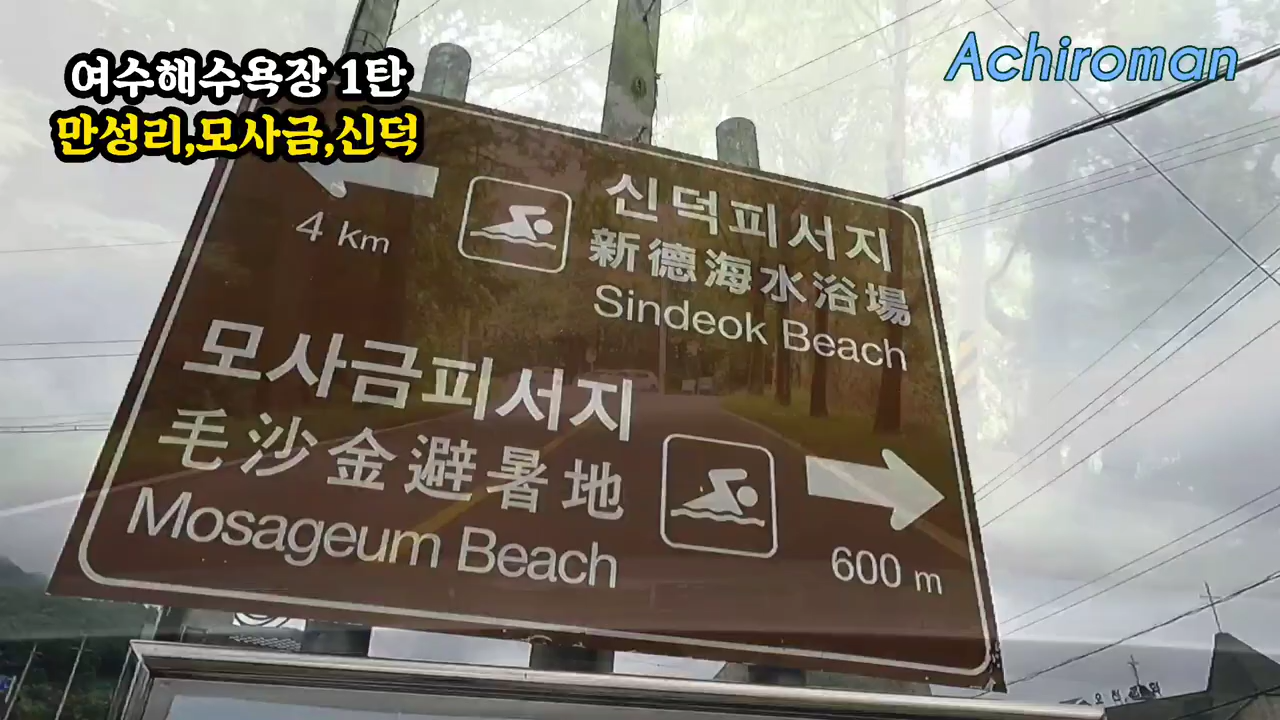 여수해수욕장 1탄
만성리,모사금,신덕
Achiroman
4 km
신덕피서지
新德海水浴場
Sindeok Beach
모사금피서지
毛沙金避暑地
Mosageum Beach
600 m